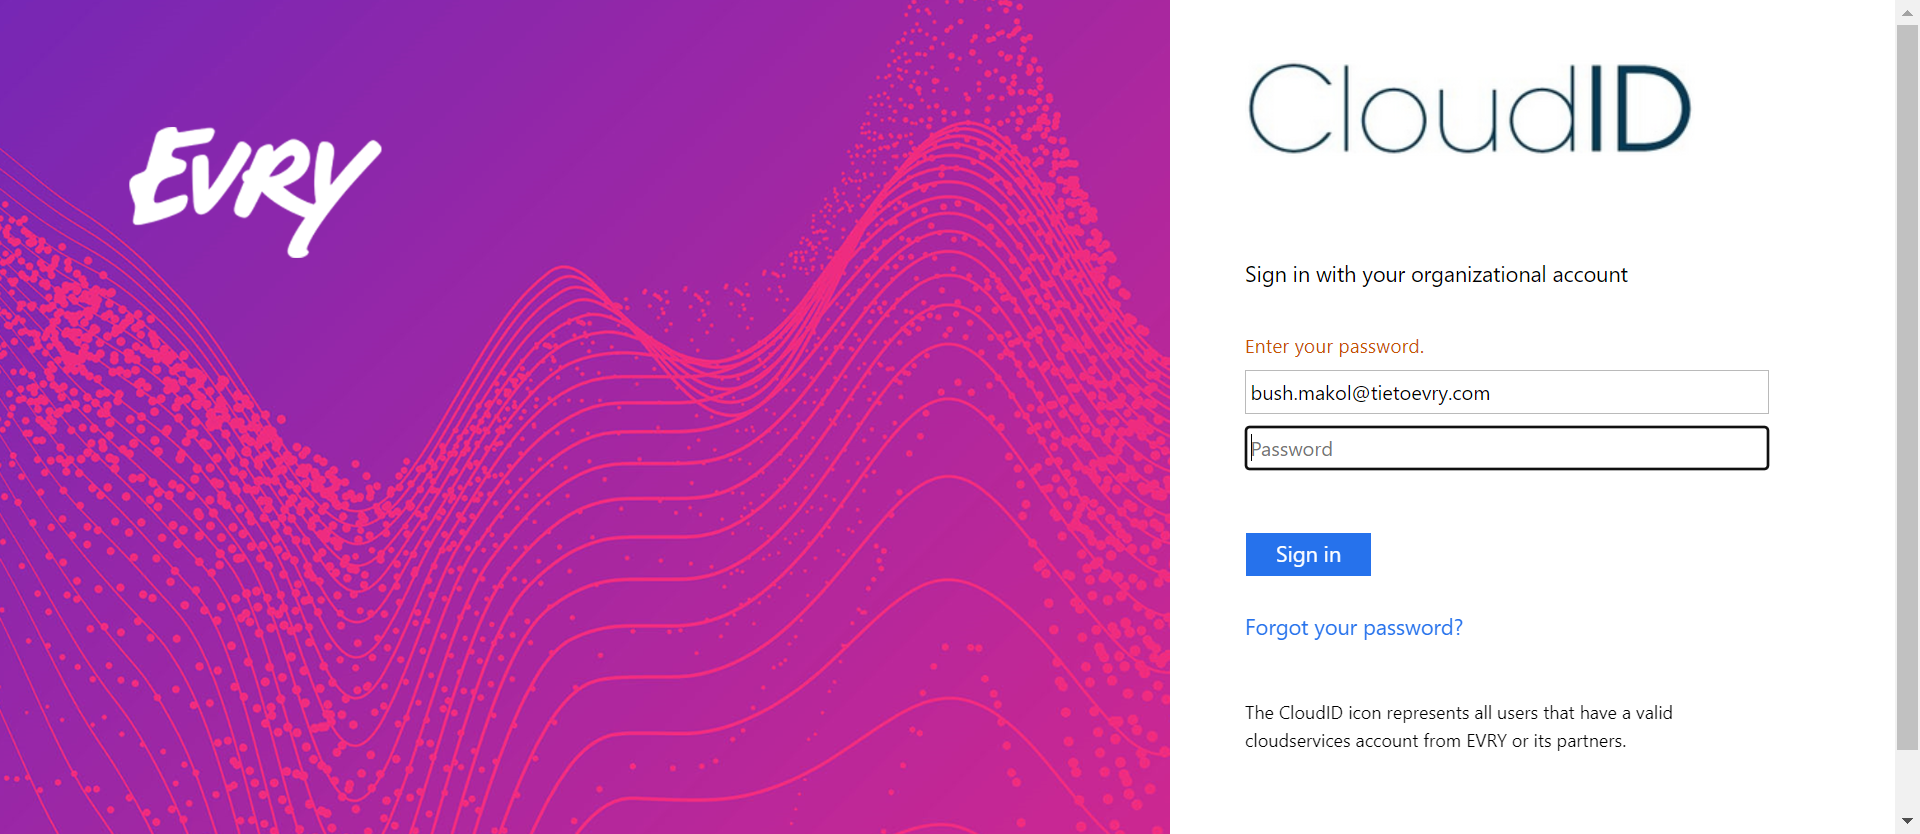 EVRY
CloudID
Sign in with your organizational account
Enter your password.
bush.makol@tietoevry.com
Password
Sign in
Forgot your password?
The CloudID icon represents all users that have a valid
cloudservices account from EVRY or its partners.